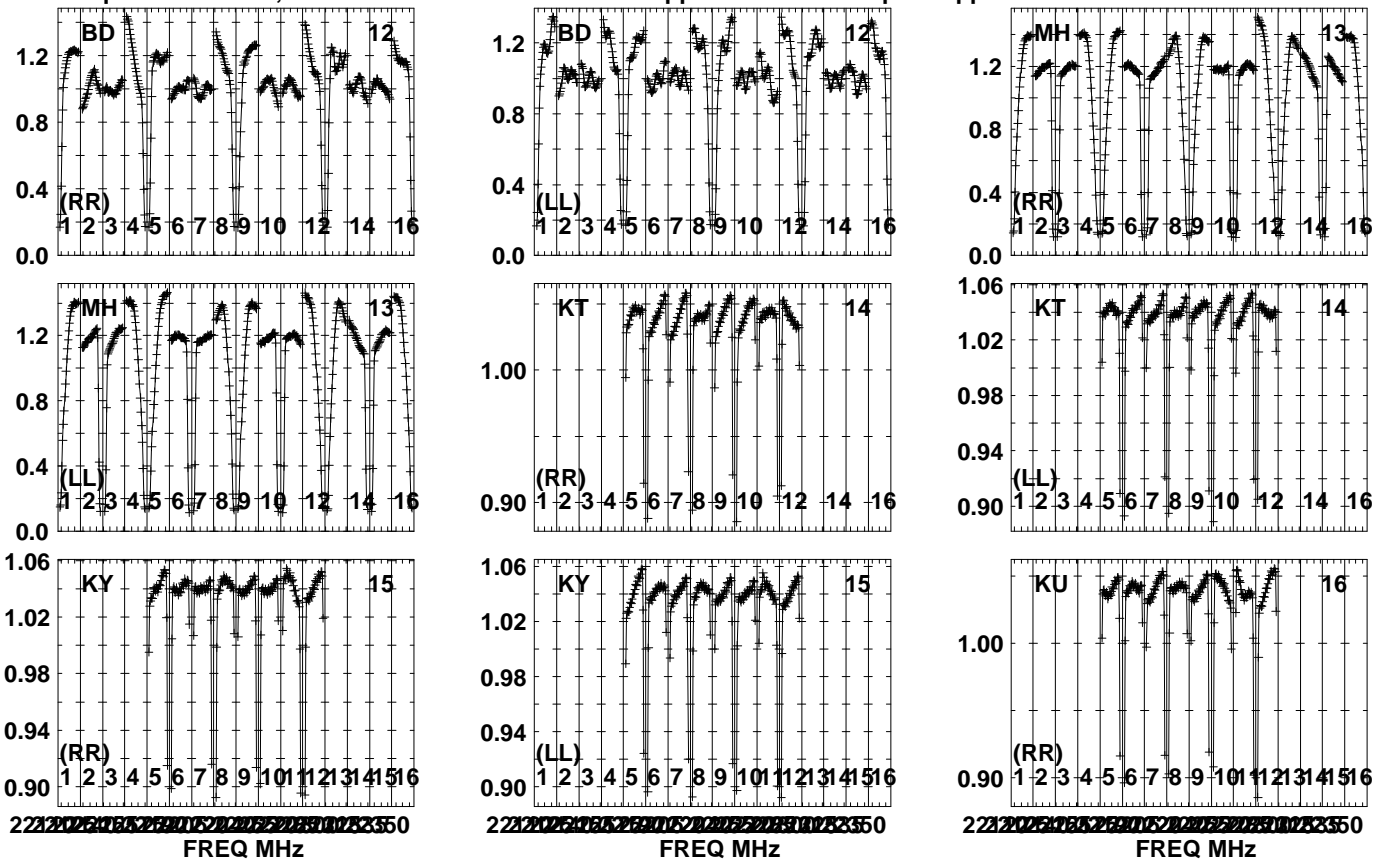 BD 12
1.2
0.8
0.4
(RR)
1 2 3 4 5 6 7 8 9 10 12 14 16
0.0
BD 12
1.2
0.8
0.4
(LL)
1 2 3 4 5 6 7 8 9 10 12 14 16
0.0
MH 13
1.6
1.2
0.8
0.4
(RR)
1 2 3 4 5 6 7 8 9 10 12 14 16
0.0
MH 13
1.2
0.8
0.4
(LL)
1 2 3 4 5 6 7 8 9 10 12 14 16
0.0
KT 14
1.00
(RR)
0.90
1 2 3 4 5 6 7 8 9 10 12 14 16
1.06
KT 14
1.02
0.98
0.94
(LL)
0.90
1 2 3 4 5 6 7 8 9 10 12 14 16
1.06
KY 15
1.02
0.98
0.94
(RR)
1 2 3 4 5 6 7 8 9 10 11 12 13 14 15 16
0.90
FREQ MHz
1.06
KY 15
1.02
0.98
0.94
(LL)
1 2 3 4 5 6 7 8 9 10 11 12 13 14 15 16
0.90
FREQ MHz
KU 16
1.00
(RR)
0.90
1 2 3 4 5 6 7 8 9 10 11 12 13 14 15 16
FREQ MHz